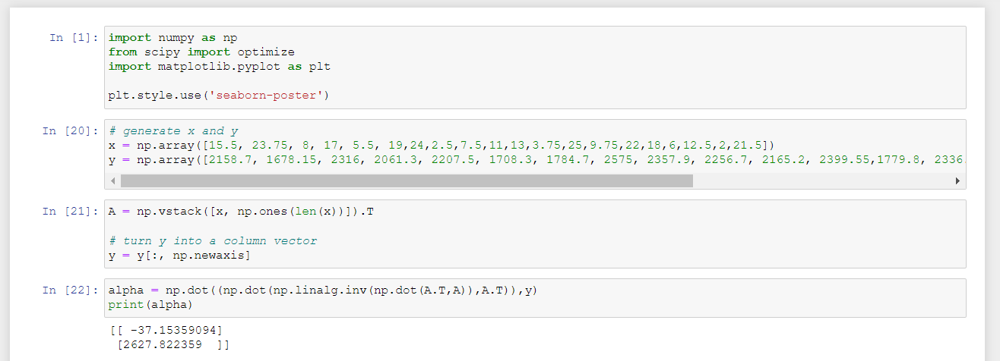 In [1]: import numpy as np
from scipy import optimize
import matplotlib.pyplot as plt
plt.style.use('seaborn-poster')
In [20]: # generate x and y
x = np.array([15.5, 23.75, 8, 17, 5.5, 19,24,2.5,7.5,11,13,3.75,25,9.75,22,18,6,12.5,2,21.5])
y = np.array([2158.7, 1678.15, 2316, 2061.3, 2207.5, 1708.3, 1784.7, 2575, 2357.9, 2256.7, 2165.2, 2399.55,1779.8, 2336.
In [21]: A = np.vstack([x, np.ones(len(x))]).T
# turn y into a column vector
y = y[:, np.newaxis]
In [22]: alpha = np.dot((np.dot(np.linalg.inv(np.dot(A.T,A)),A.T)),y)
print(alpha)
[[ -37.15359094]
[2627.822359 ]]